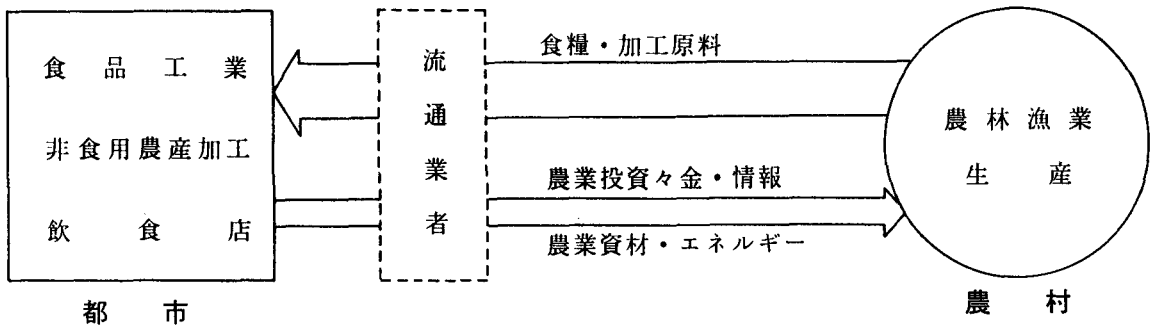 食品工業
非食用農産加工
飲食店
都市
流通業者
食糧・加工原料
農業投資々金・情報
農業資材・エネルギー
農林漁業
生産
農村